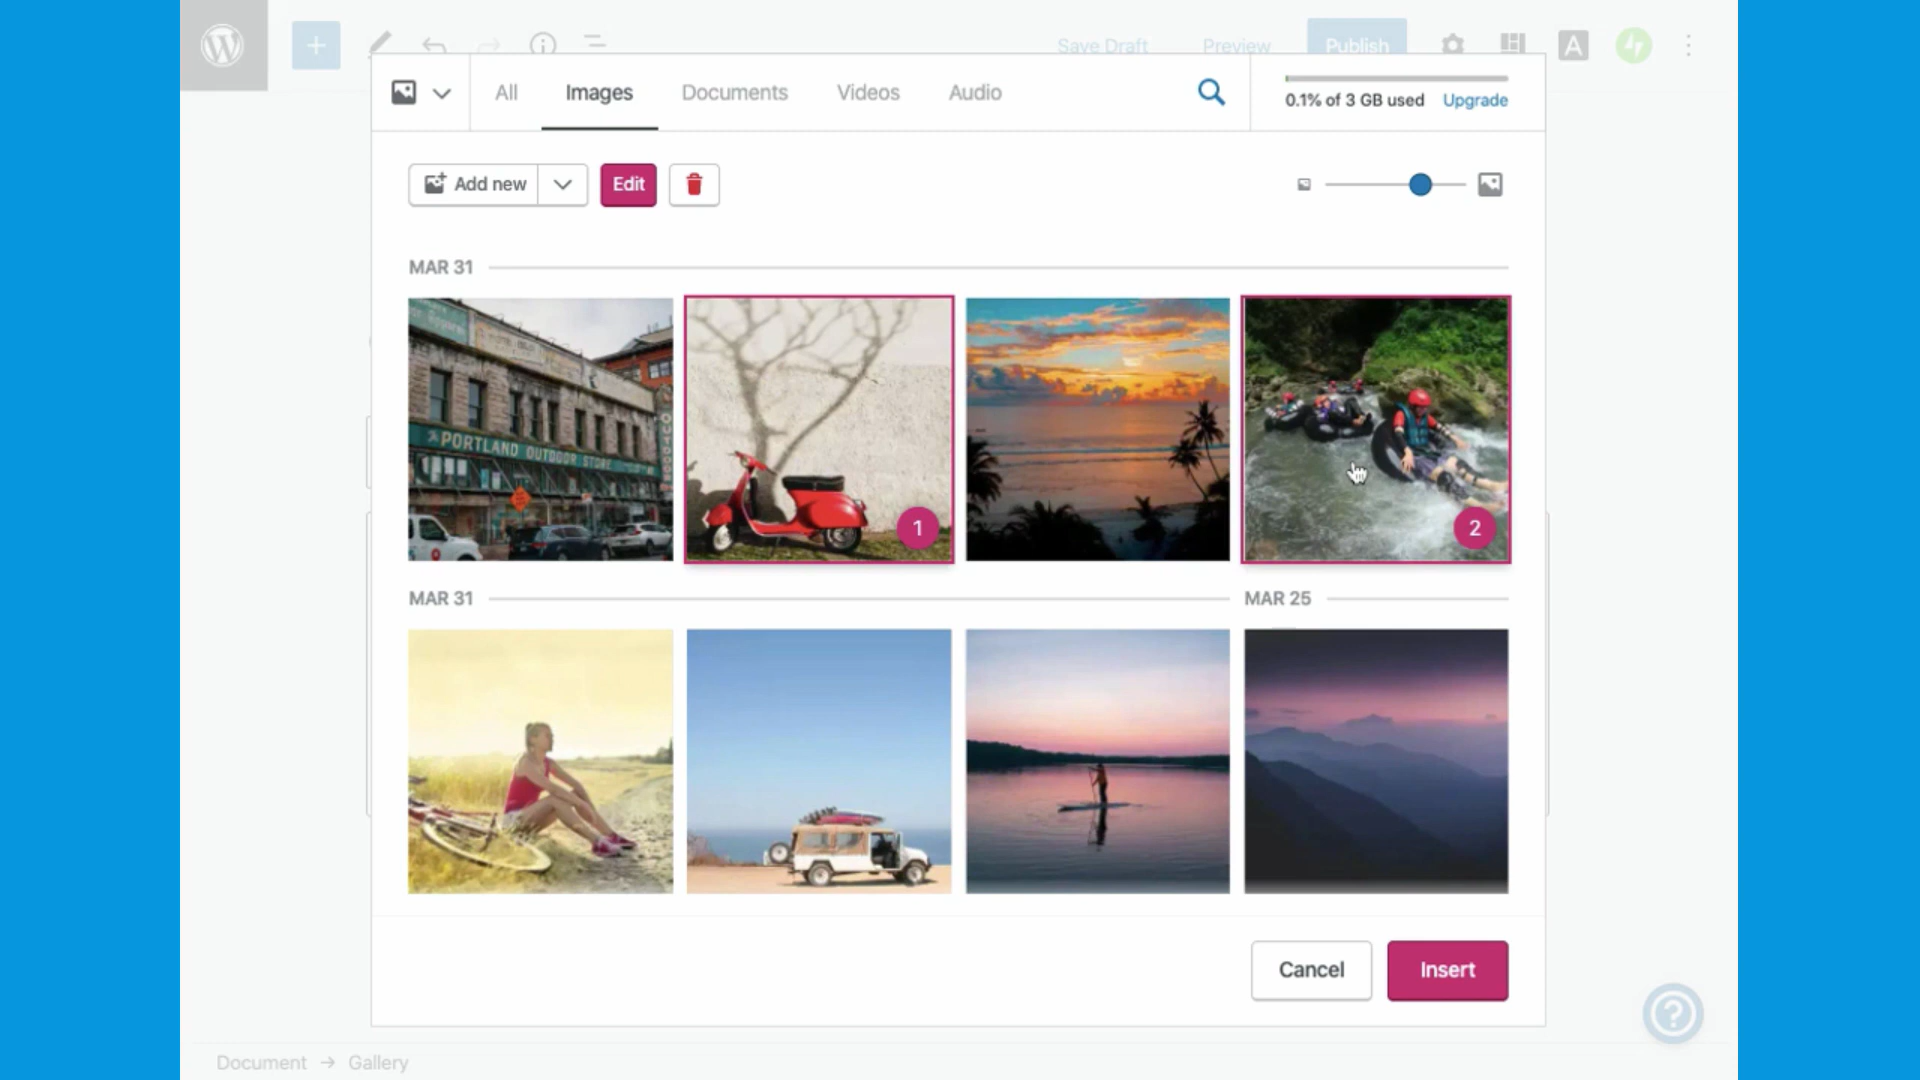 Save Draft Preview Publish
All Images Documents Videos Audio
0.1% of 3 GB used Upgrade
Add new Edit
MAR 31
PORTLAND OUTDOOR STORE
OUTDOO
1
2
MAR 31 MAR 25
Cancel Insert
Document → Gallery